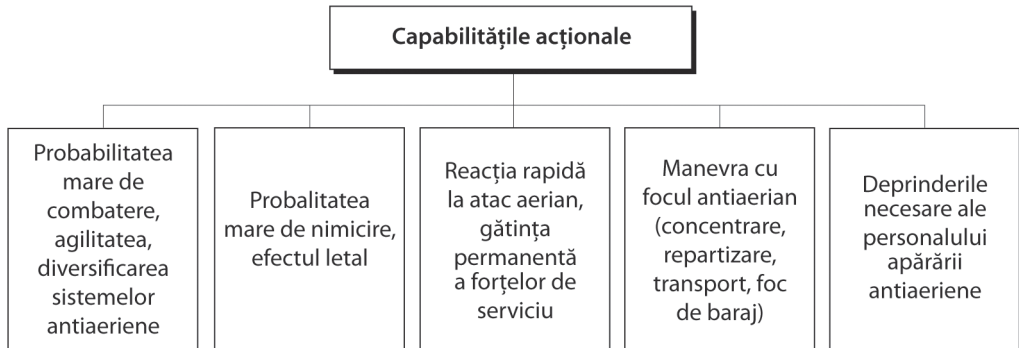 Capabilitățile acționale
Probabilitatea
mare de
combatere,
agilitatea,
diversificarea
sistemelor
antiaeriene
Probalitatea
mare de nimicire,
efectul letal
Reacția rapidă
la atac aerian,
gătința
permanentă
a forțelor de
serviciu
Manevra cu
focul antiaerian
(concentrare,
repartizare,
transport, foc
de baraj)
Deprinderile
necesare ale
personalului
apărării
antiaeriene